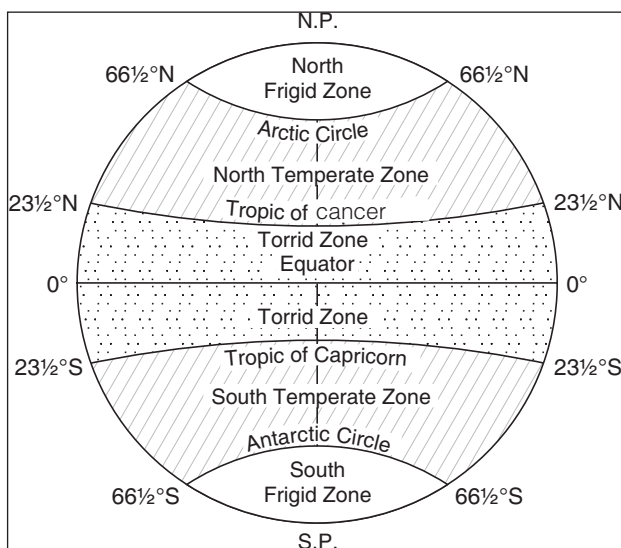 N.P.
66½°N
66½°N
North
Frigid Zone
Arctic Circle
North Temperate Zone
23½°N
23½°N
Tropic of cancer
Torrid Zone
Equator
0°
0°
Torrid Zone
23½°S
23½°S
Tropic of Capricorn
South Temperate Zone
Antarctic Circle
South
Frigid Zone
66½°S
66½°S
S.P.